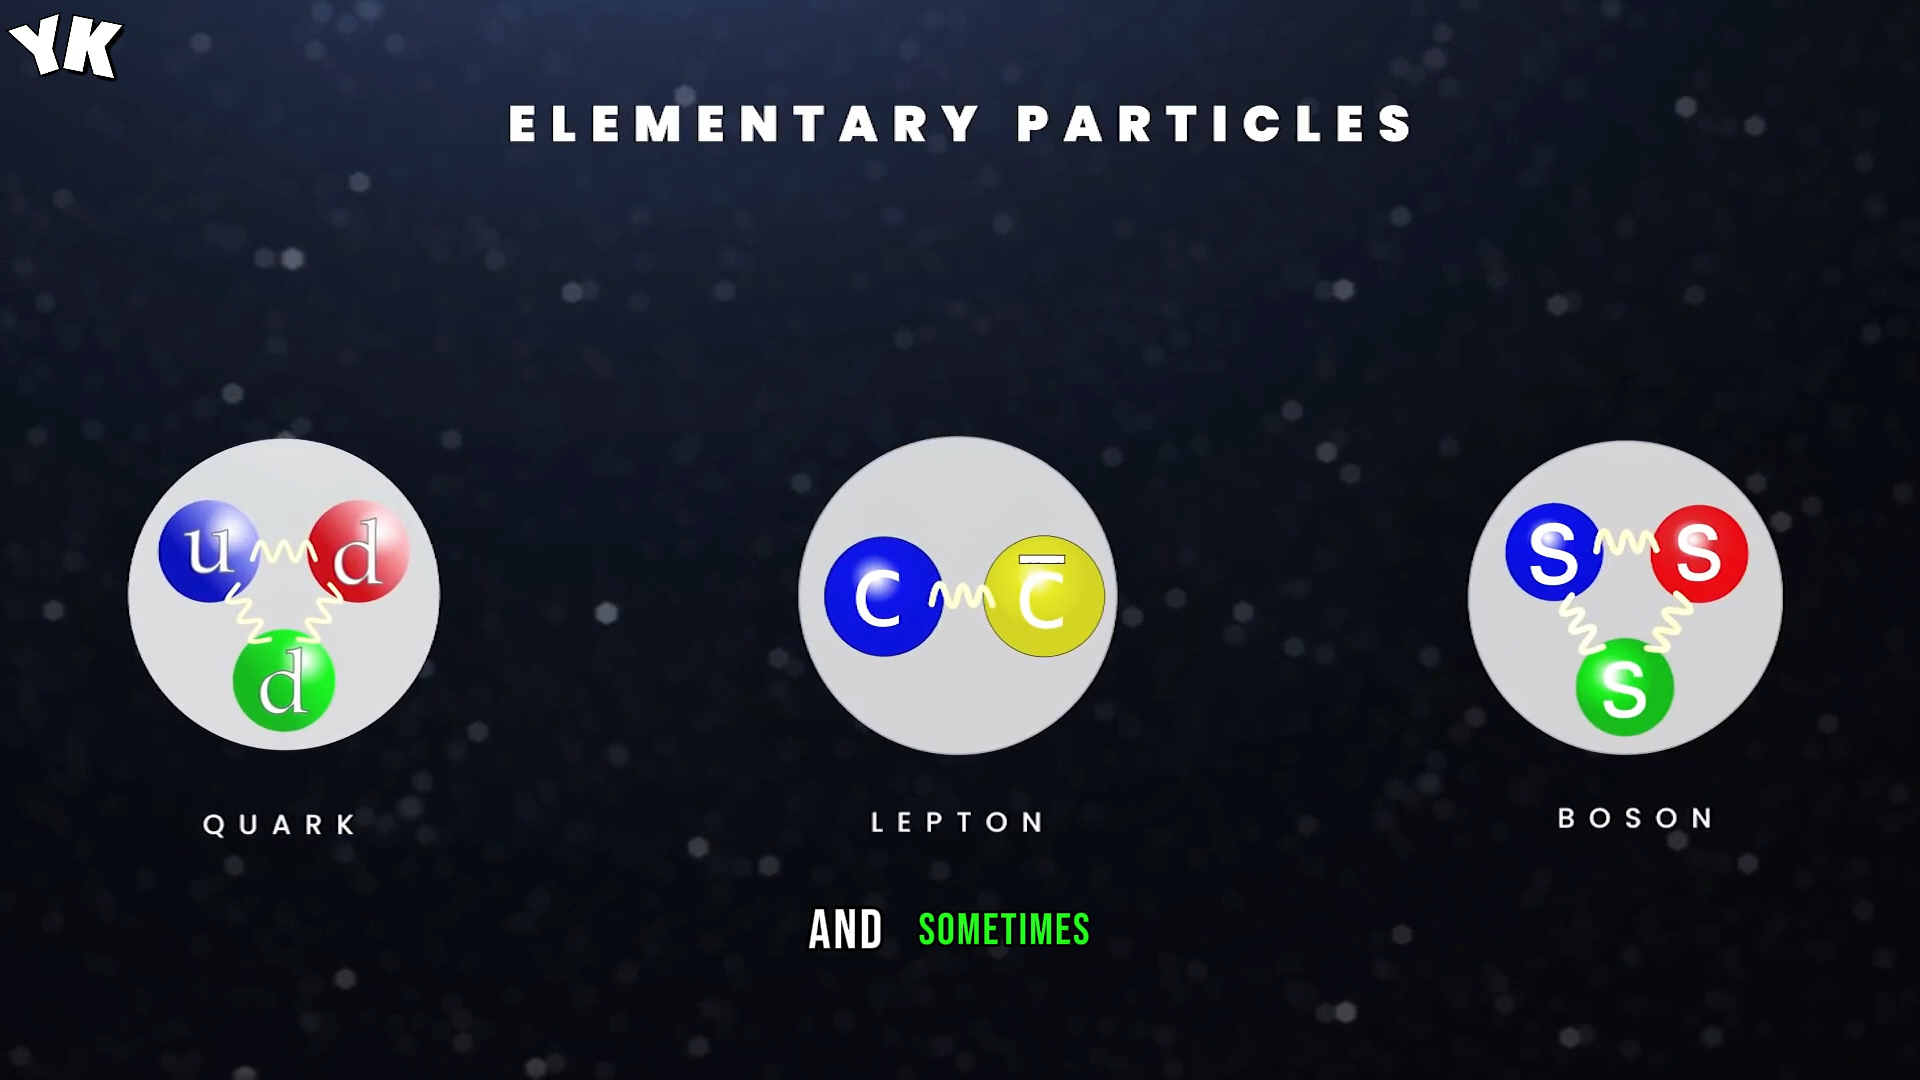 YK
ELEMENTARY PARTICLES
u d
d
C C̅
S S
S
QUARK
LEPTON
BOSON
AND SOMETIMES